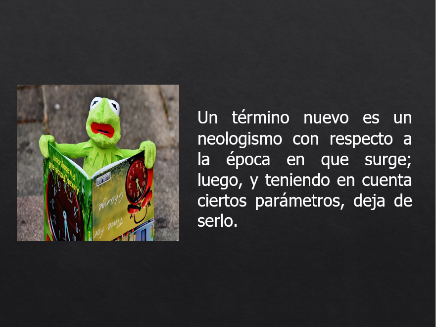 Un término nuevo es un
neologismo con respecto a
la época en que surge;
luego, y teniendo en cuenta
ciertos parámetros, deja de
serlo.